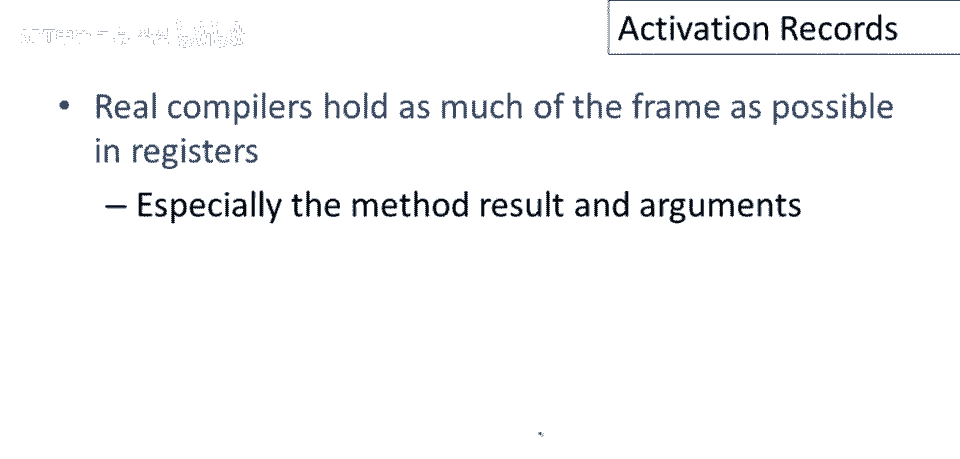 Activation Records
• Real compilers hold as much of the frame as possible
in registers
– Especially the method result and arguments